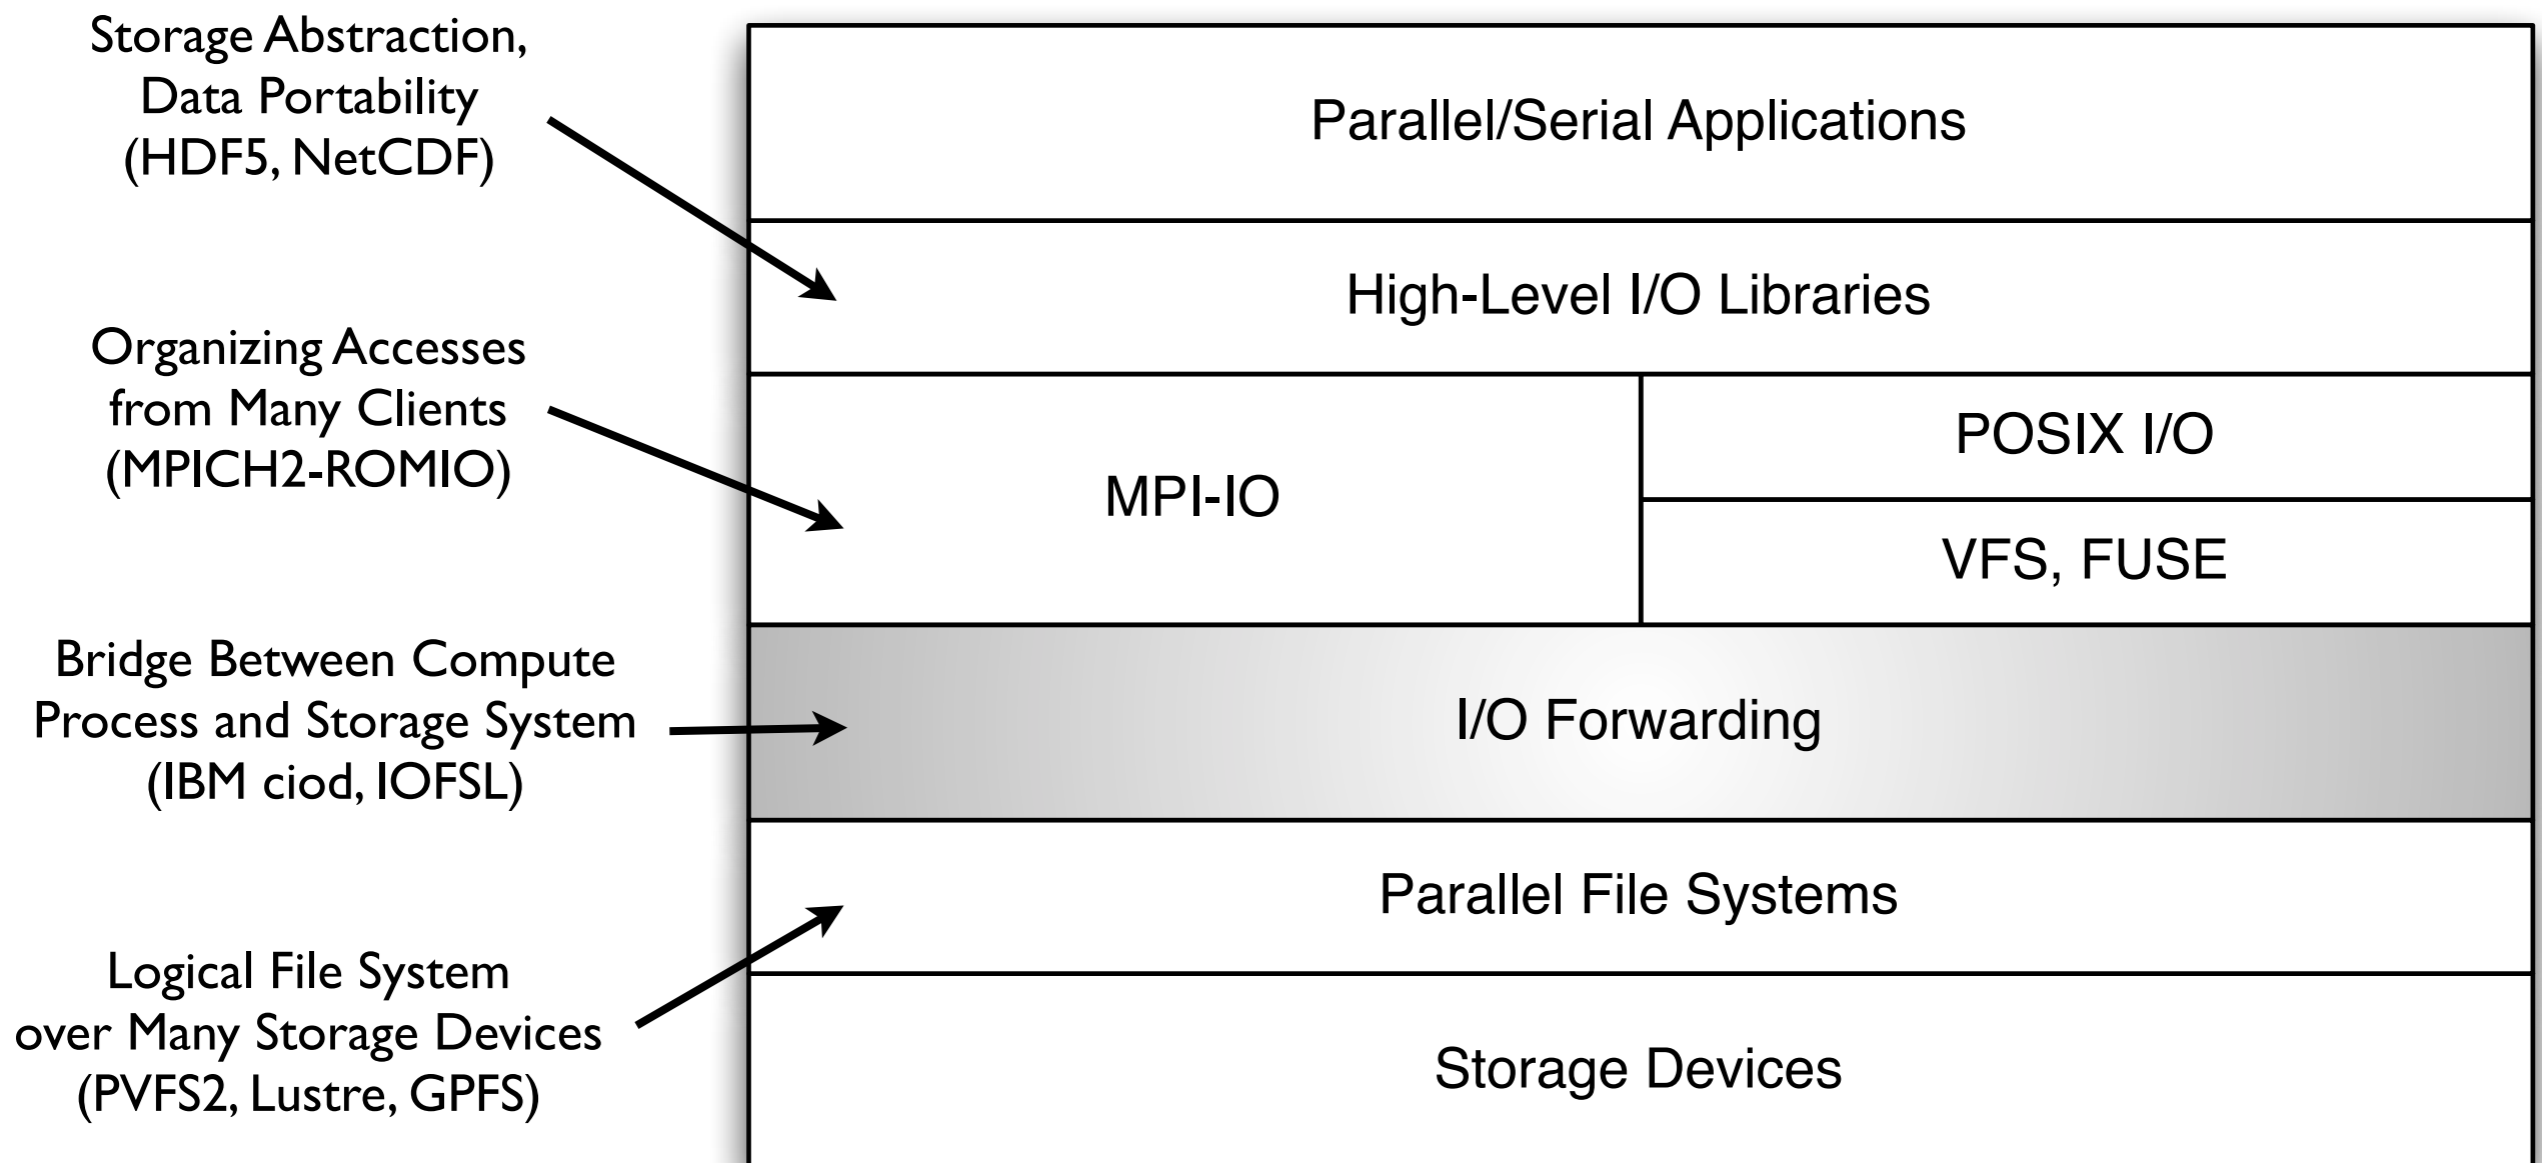 Storage Abstraction,
Data Portability
(HDF5, NetCDF)
Organizing Accesses
from Many Clients
(MPICH2-ROMIO)
Bridge Between Compute
Process and Storage System
(IBM ciod, IOFSL)
Logical File System
over Many Storage Devices
(PVFS2, Lustre, GPFS)
Parallel/Serial Applications
High-Level I/O Libraries
MPI-IO
POSIX I/O
VFS, FUSE
I/O Forwarding
Parallel File Systems
Storage Devices